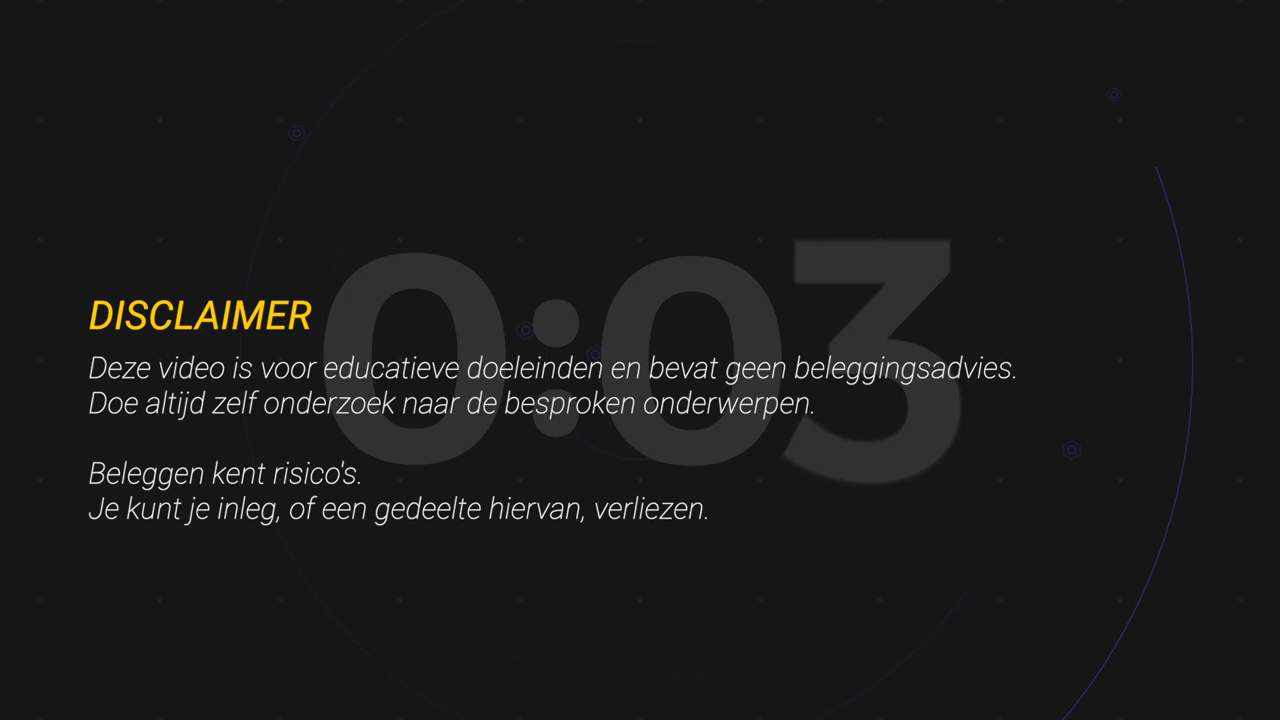 0:03
DISCLAIMER
Deze video is voor educatieve doeleinden en bevat geen beleggingsadvies.
Doe altijd zelf onderzoek naar de besproken onderwerpen.
Beleggen kent risico's.
Je kunt je inleg, of een gedeelte hiervan, verliezen.